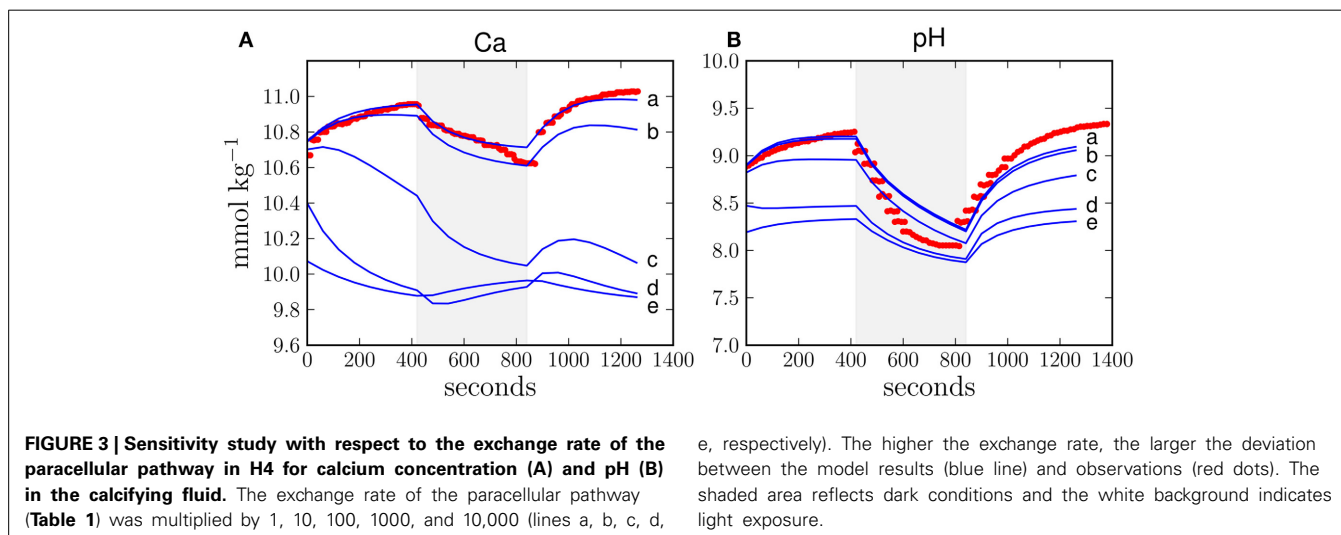 A
Ca
11.0
10.8
10.6
10.4
10.2
10.0
9.8
9.6
mmol kg⁻¹
0 200 400 600 800 1000 1200 1400
seconds
a
b
c
d
e
B
pH
10.0
9.5
9.0
8.5
8.0
7.5
7.0
0 200 400 600 800 1000 1200 1400
seconds
a
b
c
d
e
FIGURE 3 | Sensitivity study with respect to the exchange rate of the
paracellular pathway in H4 for calcium concentration (A) and pH (B)
in the calcifying fluid. The exchange rate of the paracellular pathway
(Table 1) was multiplied by 1, 10, 100, 1000, and 10,000 (lines a, b, c, d,
e, respectively). The higher the exchange rate, the larger the deviation
between the model results (blue line) and observations (red dots). The
shaded area reflects dark conditions and the white background indicates
light exposure.